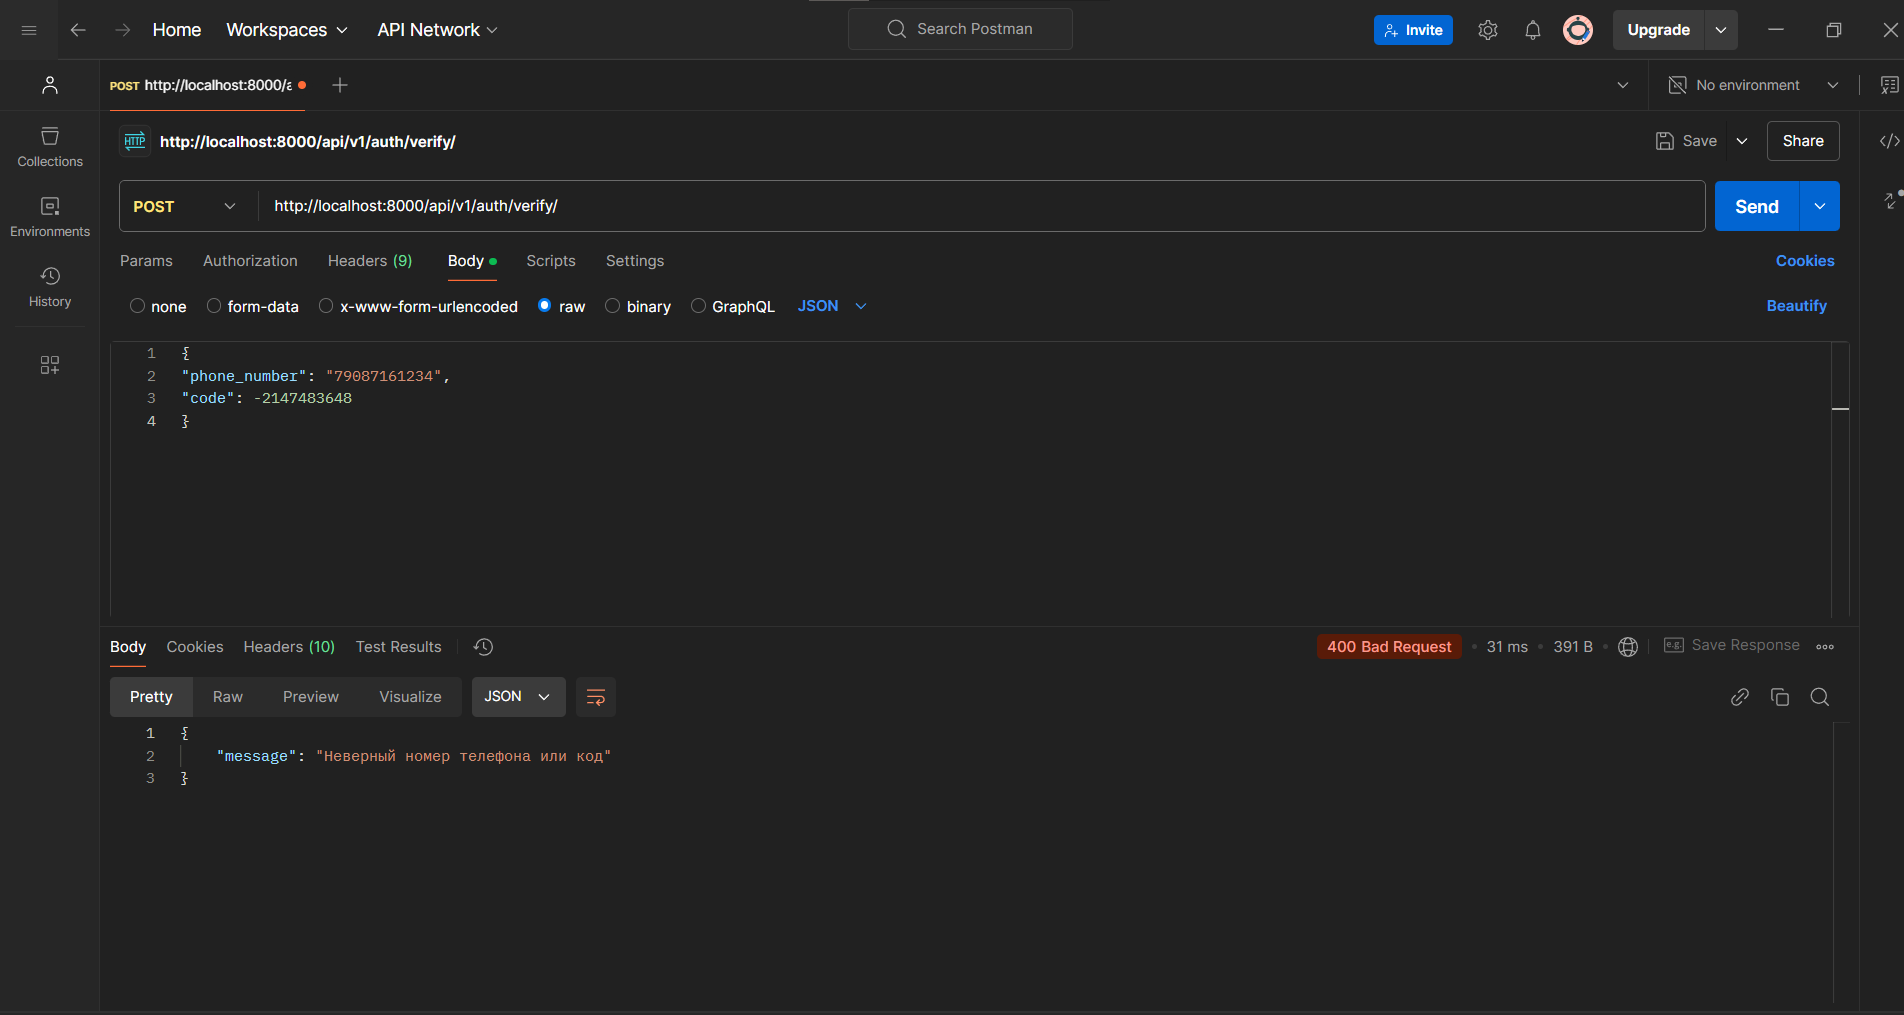 Home Workspaces API Network Search Postman Invite Upgrade
POST http://localhost:8000/a No environment
HTTP http://localhost:8000/api/v1/auth/verify/ Save Share
Collections
POST http://localhost:8000/api/v1/auth/verify/ Send
Environments
Params Authorization Headers (9) Body Scripts Settings Cookies
History
none form-data x-www-form-urlencoded raw binary GraphQL JSON Beautify
1 {
2 "phone_number": "79087161234",
3 "code": -2147483648
4 }
Body Cookies Headers (10) Test Results 400 Bad Request 31 ms 391 B e.g. Save Response
Pretty Raw Preview Visualize JSON
1 {
2 "message": "Неверный номер телефона или код"
3 }